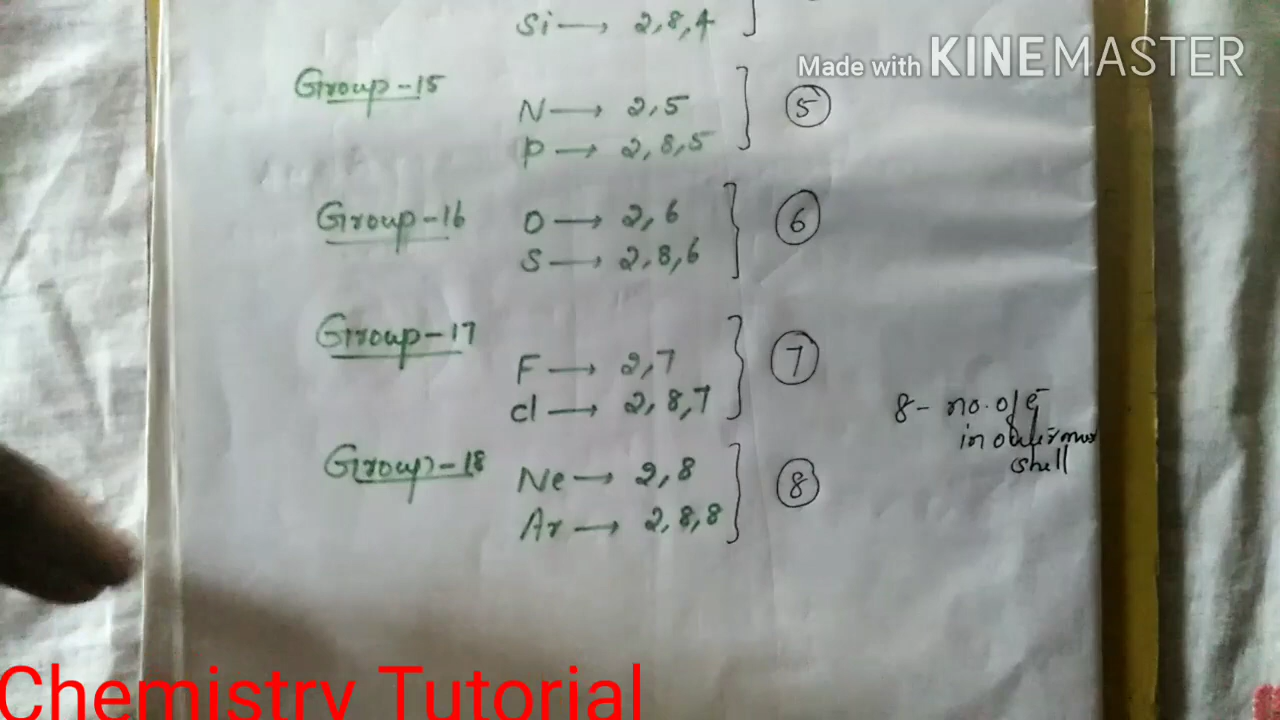 Si → 2,8,4 ]
Made with KINEMASTER
Group-15
N → 2,5
P → 2,8,5 ] ⑤
Group-16 O → 2,6
S → 2,8,6 } ⑥
Group-17
F → 2,7
cl → 2,8,7 } ⑦
8- no. of e⁻
in outermost
shell
Group-18 Ne → 2,8
Ar → 2,8,8 } ⑧
Chemistry Tutorial